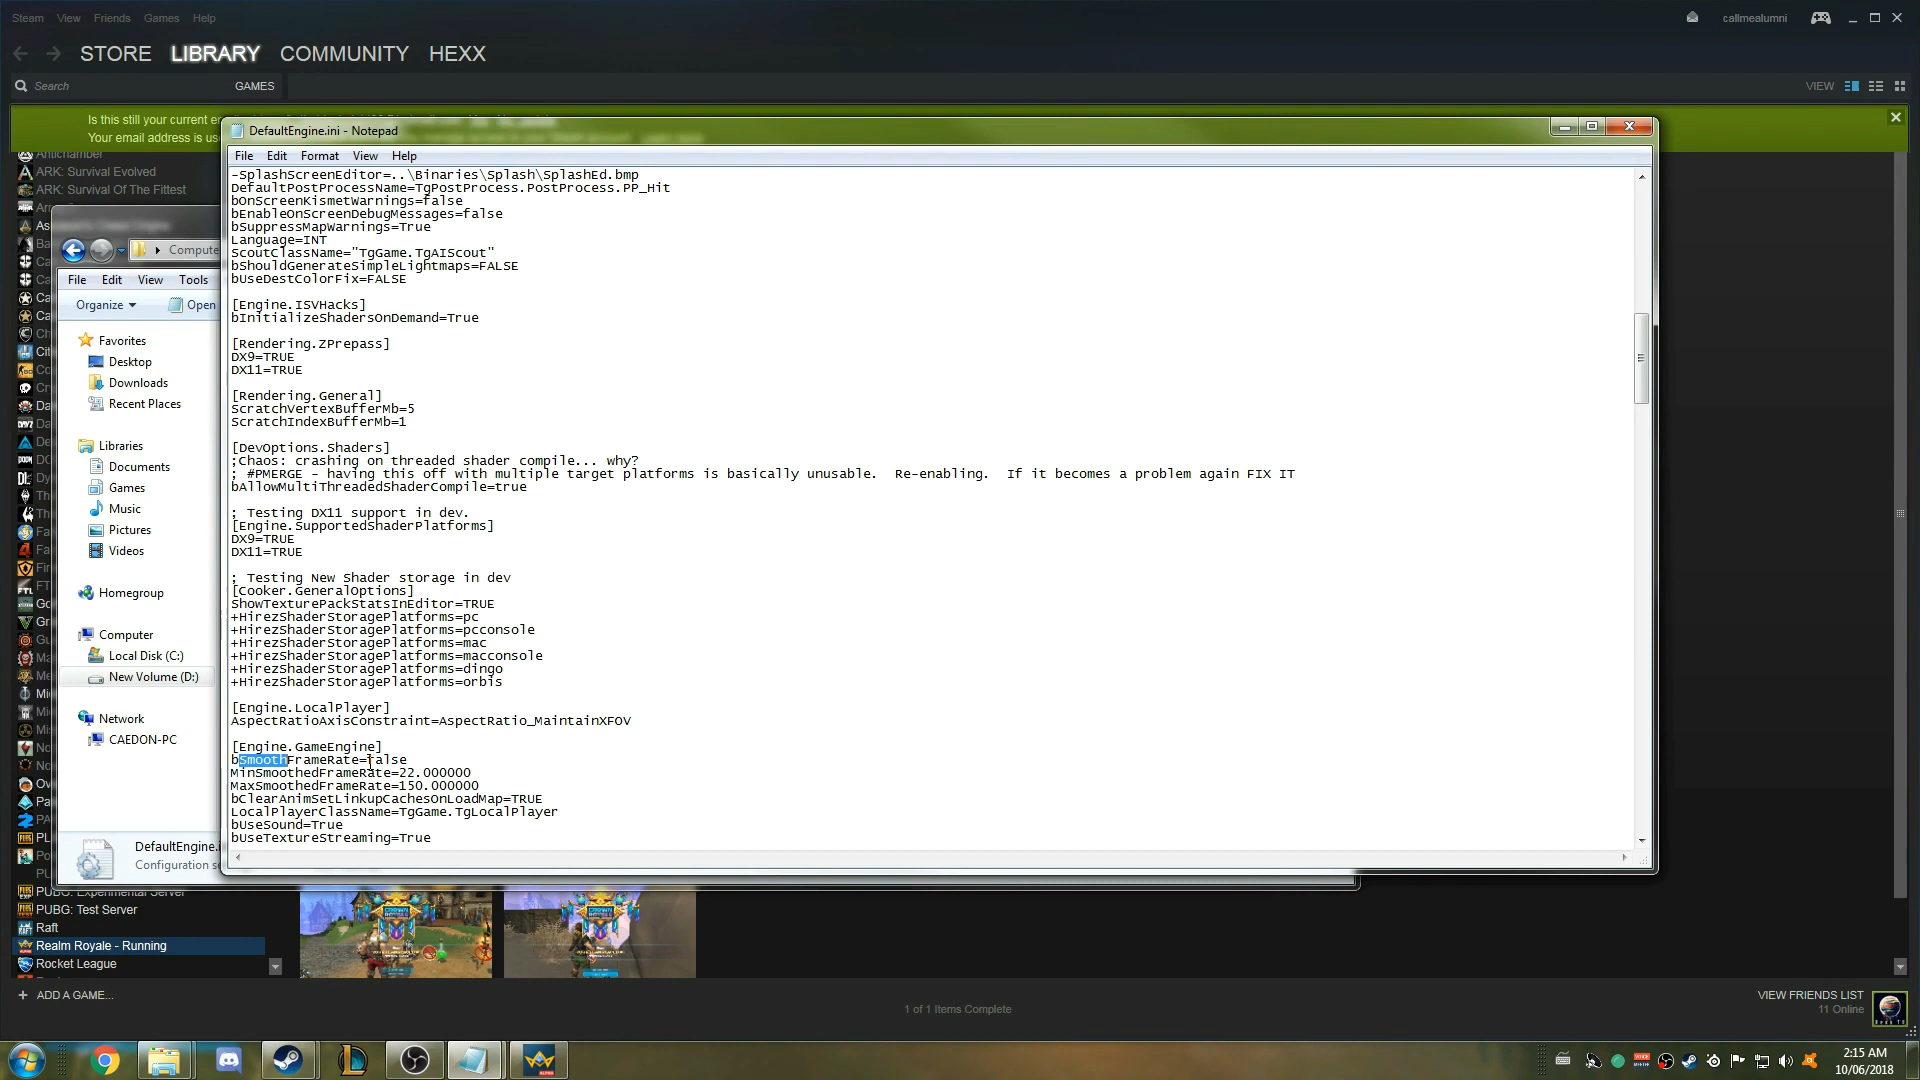 Steam View Friends Games Help
callmealumni
STORE LIBRARY COMMUNITY HEXX
Search
GAMES
VIEW
Is this still your current e
Your email address is us
Antichamber
ARK: Survival Evolved
ARK: Survival Of The Fittest
DefaultEngine.ini - Notepad
File Edit Format View Help
-SplashScreenEditor=..\Binaries\Splash\SplashEd.bmp
DefaultPostProcessName=TgPostProcess.PostProcess.PP_Hit
bOnScreenKismetWarnings=false
bEnableOnScreenDebugMessages=false
bSuppressMapWarnings=True
Language=INT
ScoutClassName="TgGame.TgAIScout"
bShouldGenerateSimpleLightmaps=FALSE
bUseDestColorFix=FALSE
[Engine.ISVHacks]
bInitializeShadersOnDemand=True
[Rendering.ZPrepass]
DX9=TRUE
DX11=TRUE
[Rendering.General]
ScratchVertexBufferMb=5
ScratchIndexBufferMb=1
[DevOptions.Shaders]
;Chaos: crashing on threaded shader compile... why?
; #PMERGE - having this off with multiple target platforms is basically unusable.  Re-enabling.  If it becomes a problem again FIX IT
bAllowMultiThreadedShaderCompile=true
; Testing DX11 support in dev.
[Engine.SupportedShaderPlatforms]
DX9=TRUE
DX11=TRUE
; Testing New Shader storage in dev
[Cooker.GeneralOptions]
ShowTexturePackStatsInEditor=TRUE
+HirezShaderStoragePlatforms=pc
+HirezShaderStoragePlatforms=pcconsole
+HirezShaderStoragePlatforms=mac
+HirezShaderStoragePlatforms=macconsole
+HirezShaderStoragePlatforms=dingo
+HirezShaderStoragePlatforms=orbis
[Engine.LocalPlayer]
AspectRatioAxisConstraint=AspectRatio_MaintainXFOV
[Engine.GameEngine]
bSmoothFrameRate=false
MinSmoothedFrameRate=22.000000
MaxSmoothedFrameRate=150.000000
bClearAnimSetLinkupCachesOnLoadMap=TRUE
LocalPlayerClassName=TgGame.TgLocalPlayer
bUseSound=True
bUseTextureStreaming=True
Compute
File Edit View Tools
Organize Open
Favorites
Desktop
Downloads
Recent Places
Libraries
Documents
Games
Music
Pictures
Videos
Homegroup
Computer
Local Disk (C:)
New Volume (D:)
Network
CAEDON-PC
DefaultEngine.i
Configuration se
PUBG: Experimental Server
PUBG: Test Server
Raft
Realm Royale - Running
Rocket League
+ ADD A GAME...
1 of 1 Items Complete
VIEW FRIENDS LIST
11 Online
2:15 AM
10/06/2018